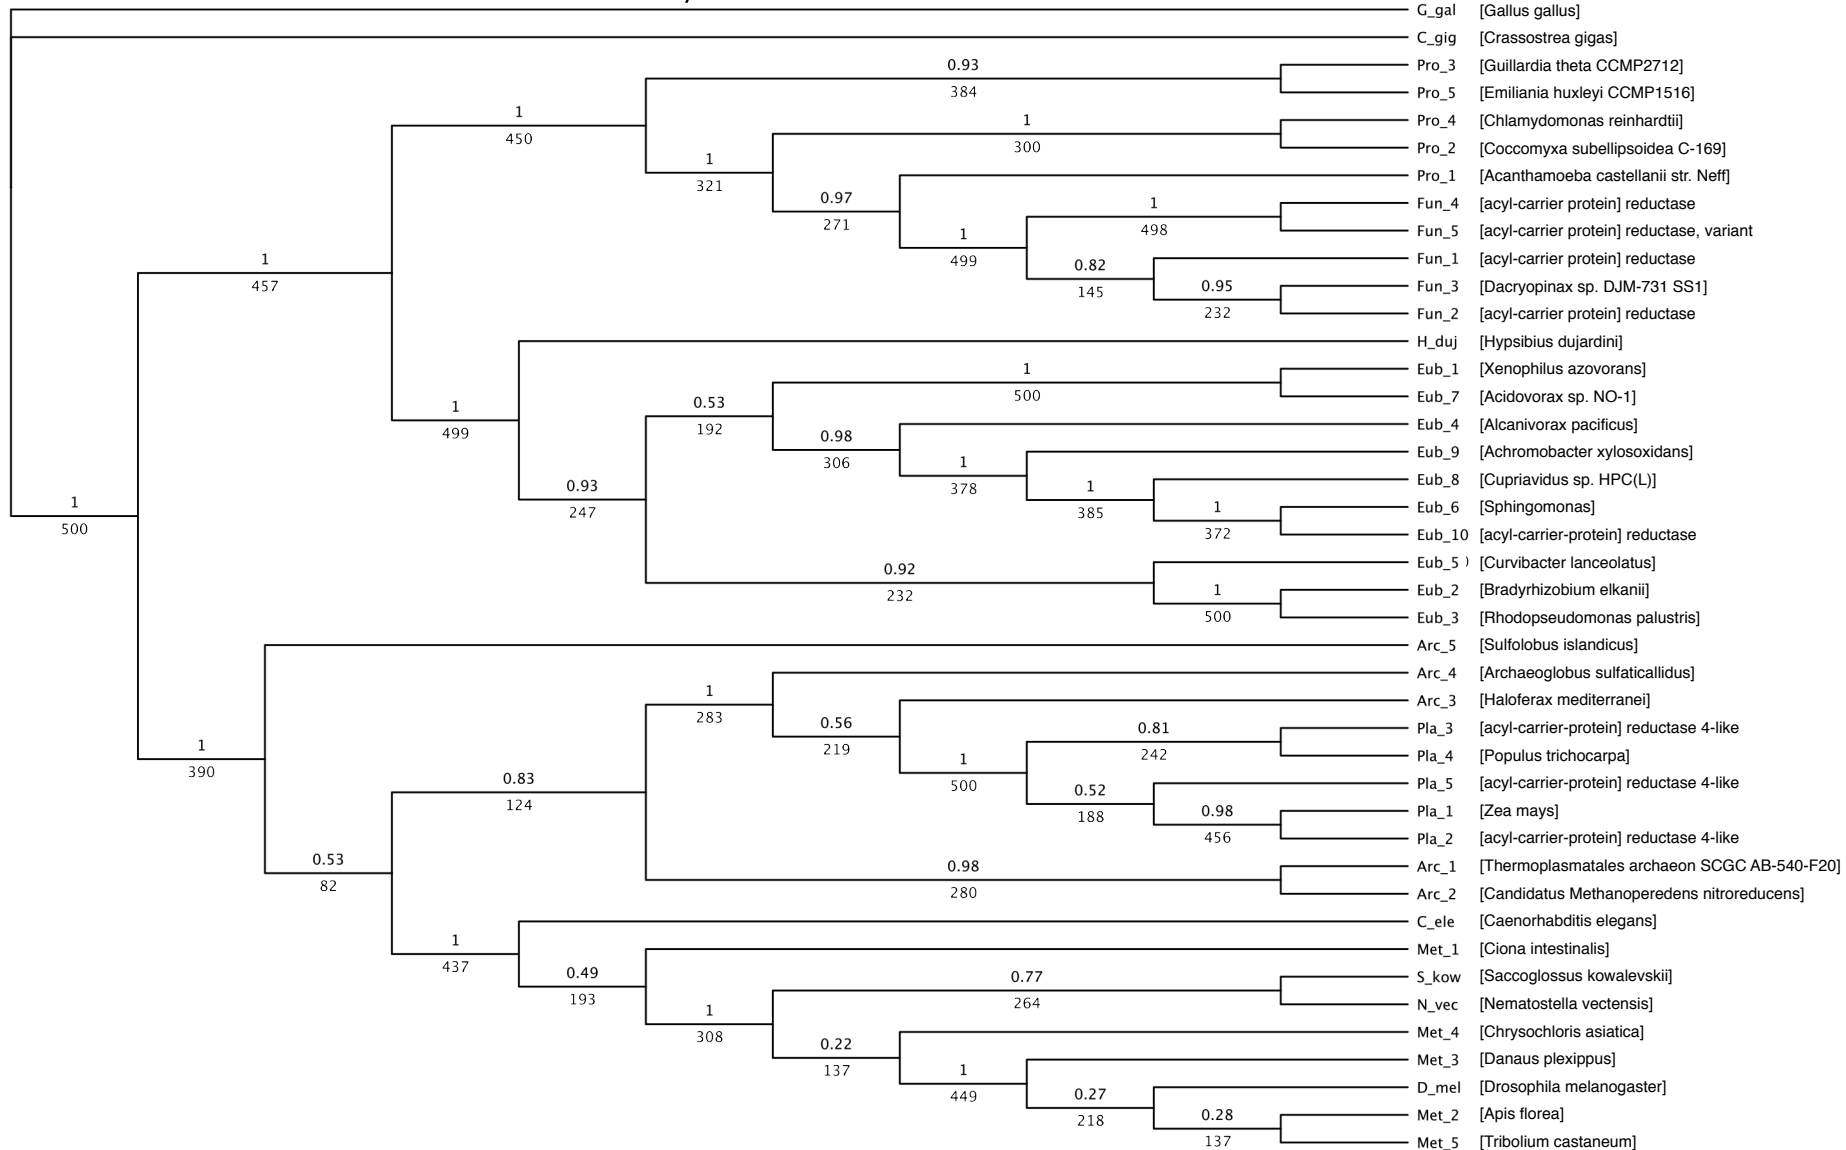 G_gal [Gallus gallus]
C_gig [Crassostrea gigas]
0.93
Pro_3 [Guillardia theta CCMP2712]
384
Pro_5 [Emiliania huxleyi CCMP1516]
1
450
1
Pro_4 [Chlamydomonas reinhardtii]
300
Pro_2 [Coccomyxa subellipsoidea C-169]
1
321
Pro_1 [Acanthamoeba castellanii str. Neff]
0.97
271
1
Fun_4 [acyl-carrier protein] reductase
498
Fun_5 [acyl-carrier protein] reductase, variant
1
499
Fun_1 [acyl-carrier protein] reductase
0.82
145
0.95
Fun_3 [Dacryopinax sp. DJM-731 SS1]
232
Fun_2 [acyl-carrier protein] reductase
1
457
H_duj [Hypsibius dujardini]
1
Eub_1 [Xenophilus azovorans]
500
Eub_7 [Acidovorax sp. NO-1]
1
499
0.53
192
Eub_4 [Alcanivorax pacificus]
0.98
306
Eub_9 [Achromobacter xylosoxidans]
1
378
Eub_8 [Cupriavidus sp. HPC(L)]
1
385
1
Eub_6 [Sphingomonas]
372
Eub_10 [acyl-carrier-protein] reductase
0.93
247
1
500
Eub_5 ) [Curvibacter lanceolatus]
0.92
232
1
Eub_2 [Bradyrhizobium elkanii]
500
Eub_3 [Rhodopseudomonas palustris]
Arc_5 [Sulfolobus islandicus]
Arc_4 [Archaeoglobus sulfaticallidus]
1
283
Arc_3 [Haloferax mediterranei]
0.56
219
0.81
Pla_3 [acyl-carrier-protein] reductase 4-like
242
Pla_4 [Populus trichocarpa]
1
500
1
390
Pla_5 [acyl-carrier-protein] reductase 4-like
0.52
188
0.98
Pla_1 [Zea mays]
456
Pla_2 [acyl-carrier-protein] reductase 4-like
0.83
124
0.98
Arc_1 [Thermoplasmatales archaeon SCGC AB-540-F20]
280
Arc_2 [Candidatus Methanoperedens nitroreducens]
0.53
82
C_ele [Caenorhabditis elegans]
1
437
Met_1 [Ciona intestinalis]
0.49
193
0.77
S_kow [Saccoglossus kowalevskii]
264
N_vec [Nematostella vectensis]
1
308
Met_4 [Chrysochloris asiatica]
0.22
137
Met_3 [Danaus plexippus]
1
449
D_mel [Drosophila melanogaster]
0.27
218
0.28
Met_2 [Apis florea]
137
Met_5 [Tribolium castaneum]